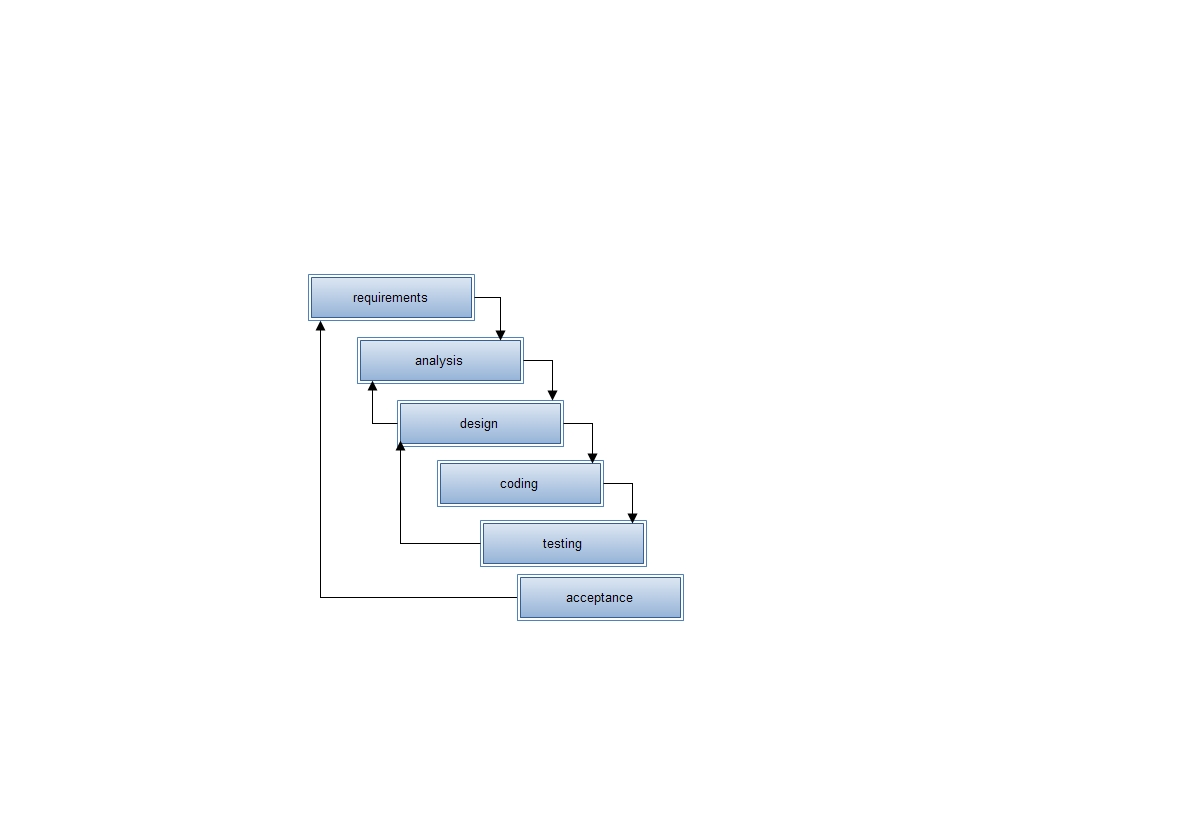 requirements
analysis
design
coding
testing
acceptance